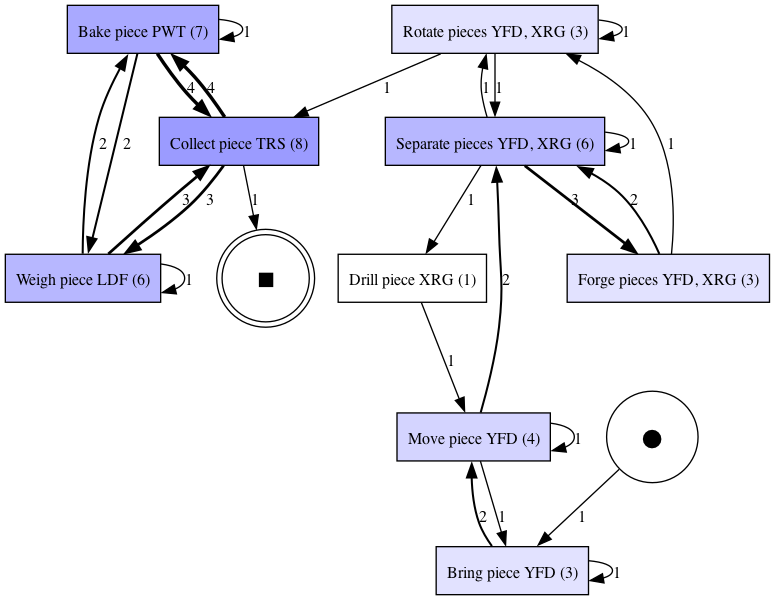 Bake piece PWT (7)
1
Rotate pieces YFD, XRG (3)
1
4
4
1
1
1
2
2
Collect piece TRS (8)
Separate pieces YFD, XRG (6)
1
1
3
3
1
1
3
2
Weigh piece LDF (6)
1
Drill piece XRG (1)
2
Forge pieces YFD, XRG (3)
1
Move piece YFD (4)
1
2
1
1
Bring piece YFD (3)
1